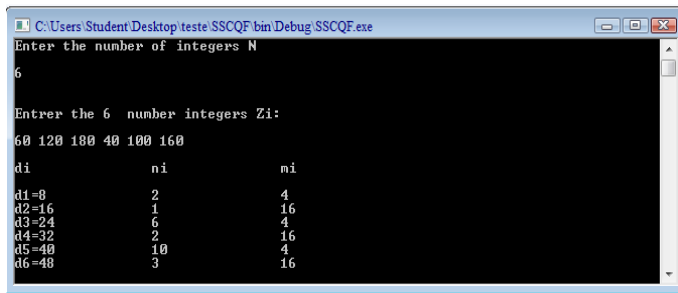 C:\Users\Student\Desktop\teste\SSCQF\bin\Debug\SSCQF.exe
Enter the number of integers N
6
Entrer the 6  number integers Zi:
60 120 180 40 100 160
di ni mi
d1=8 2 4
d2=16 1 16
d3=24 6 4
d4=32 2 16
d5=40 10 4
d6=48 3 16